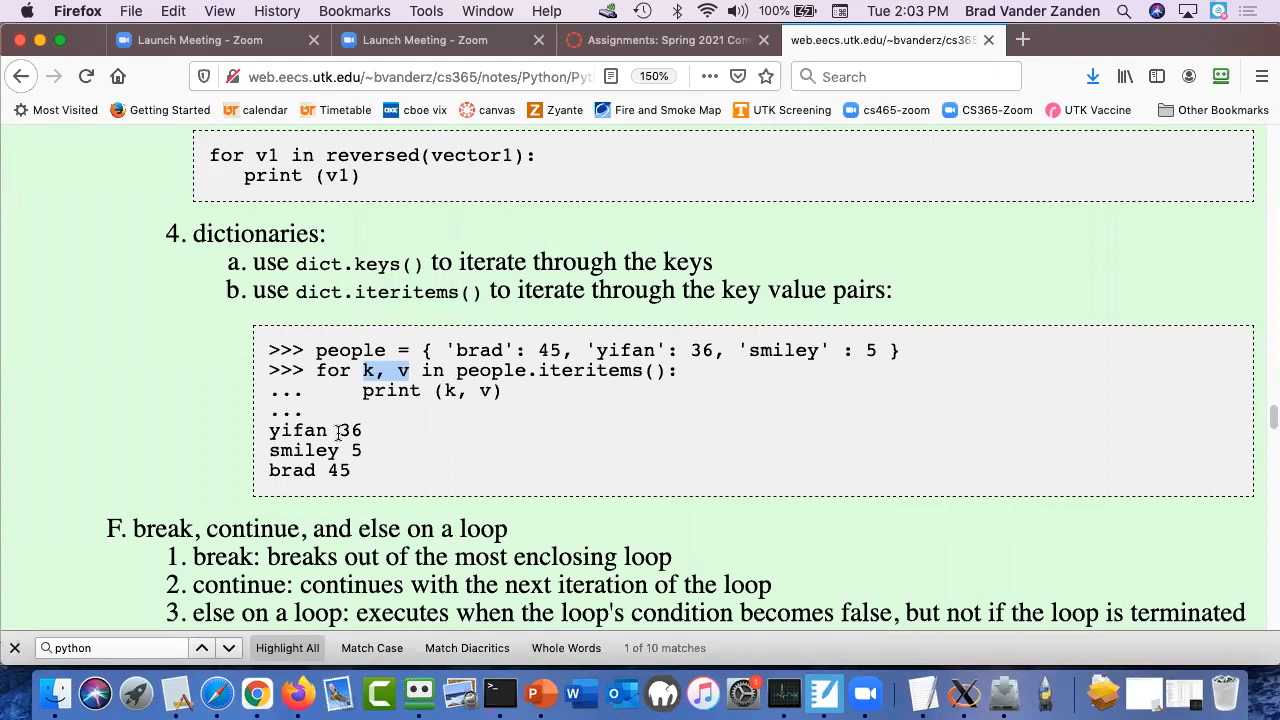 Firefox File Edit View History Bookmarks Tools Window Help 100% Tue 2:03 PM Brad Vander Zanden
Launch Meeting - Zoom Launch Meeting - Zoom Assignments: Spring 2021 Com web.eecs.utk.edu/~bvanderz/cs365
web.eecs.utk.edu/~bvanderz/cs365/notes/Python/Pyt 150% Search
Most Visited Getting Started calendar Timetable cboe vix canvas Zyante Fire and Smoke Map UTK Screening cs465-zoom CS365-Zoom UTK Vaccine Other Bookmarks
for v1 in reversed(vector1):
print (v1)
4. dictionaries:
a. use dict.keys() to iterate through the keys
b. use dict.iteritems() to iterate through the key value pairs:
>>> people = { 'brad': 45, 'yifan': 36, 'smiley' : 5 }
>>> for k, v in people.iteritems():
... print (k, v)
...
yifan 36
smiley 5
brad 45
F. break, continue, and else on a loop
1. break: breaks out of the most enclosing loop
2. continue: continues with the next iteration of the loop
3. else on a loop: executes when the loop's condition becomes false, but not if the loop is terminated
python Highlight All Match Case Match Diacritics Whole Words 1 of 10 matches